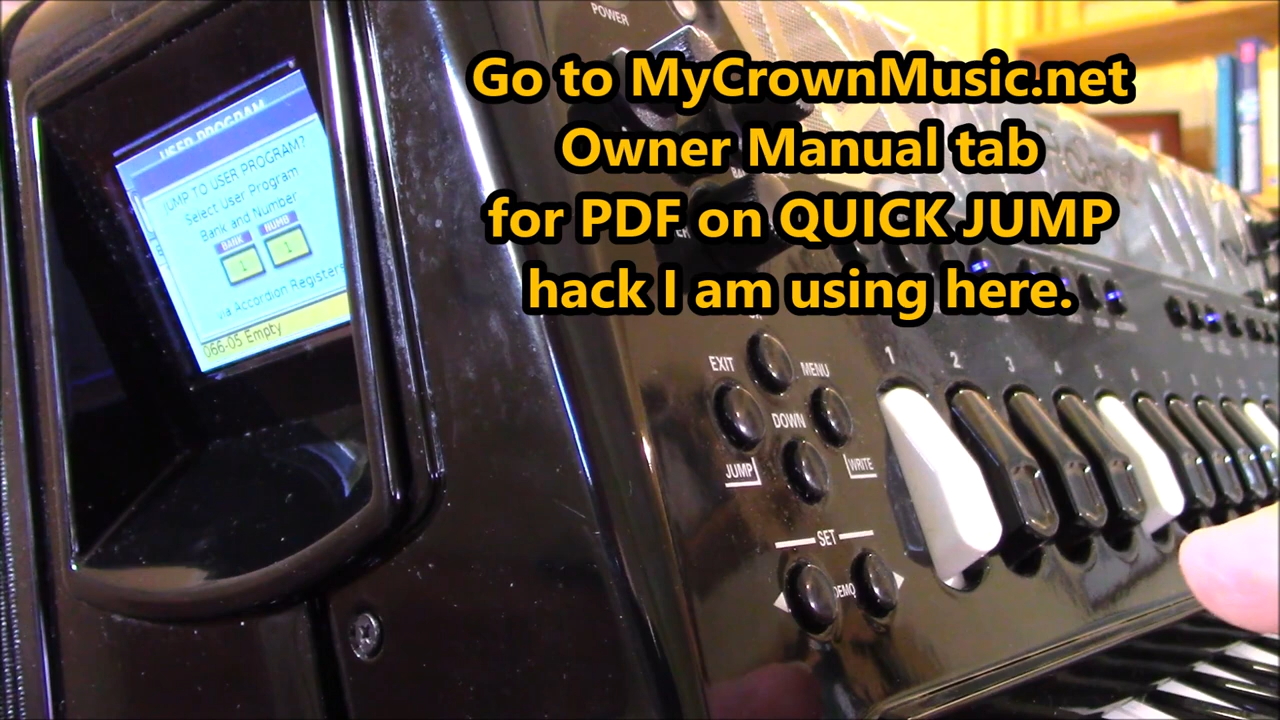 POWER
Go to MyCrownMusic.net
Owner Manual tab
for PDF on QUICK JUMP
hack I am using here.
USER PROGRAM
JUMP TO USER PROGRAM?
Select User Program
Bank and Number
BANK NUMB
1 1
via Accordion Registers
066-05 Empty
EXIT
MENU
DOWN
JUMP
WRITE
SET
DEMO
1 2 3 4 5 6 7